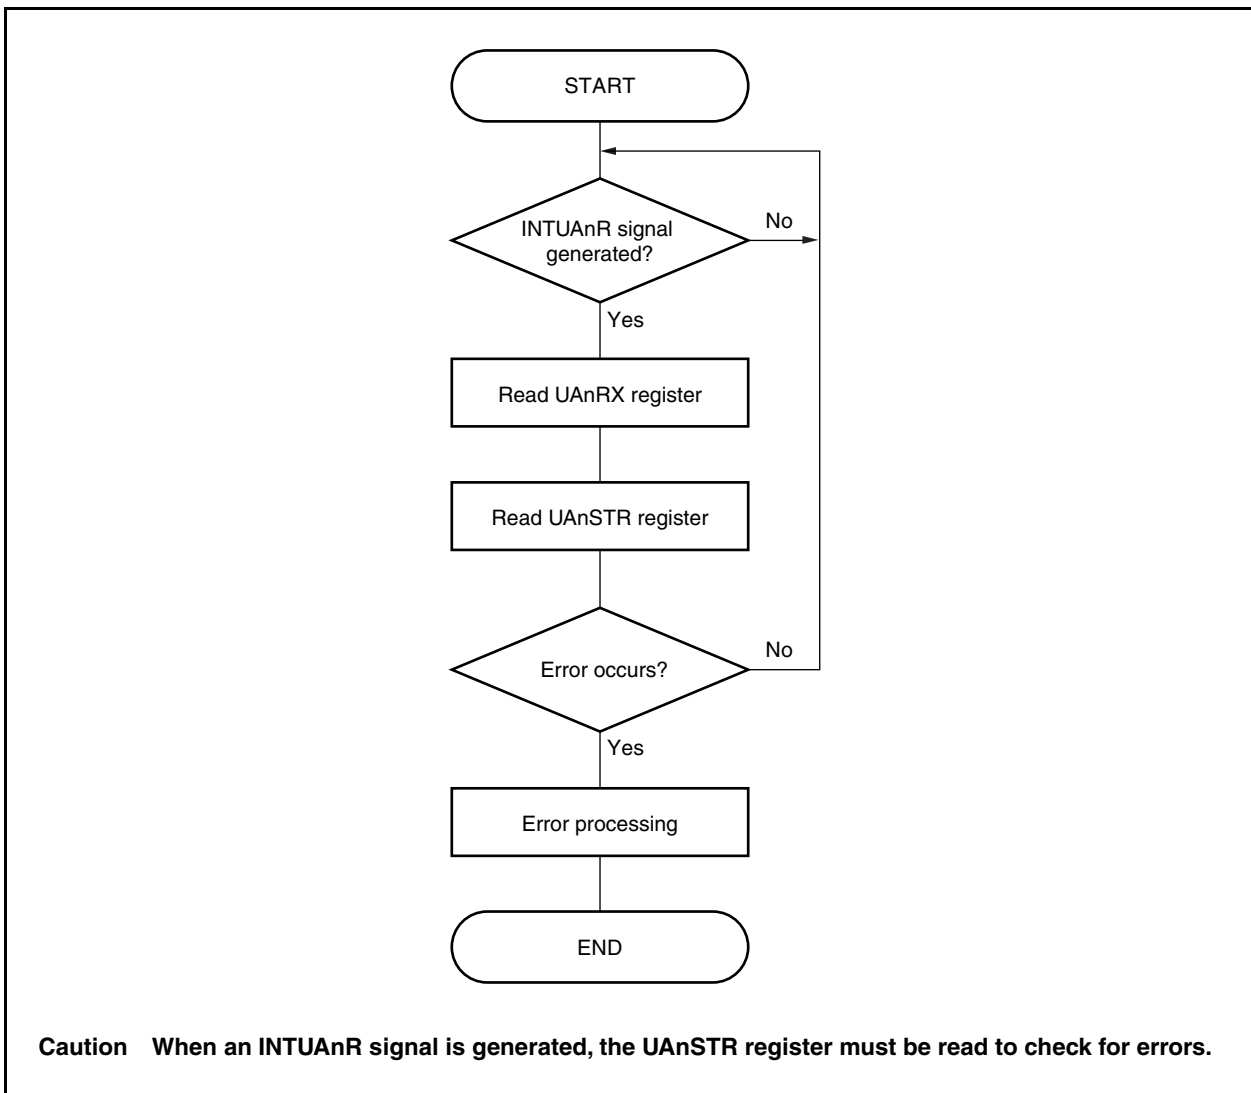 START
INTUAnR signal
generated?
No
Yes
Read UAnRX register
Read UAnSTR register
Error occurs?
No
Yes
Error processing
END
Caution When an INTUAnR signal is generated, the UAnSTR register must be read to check for errors.